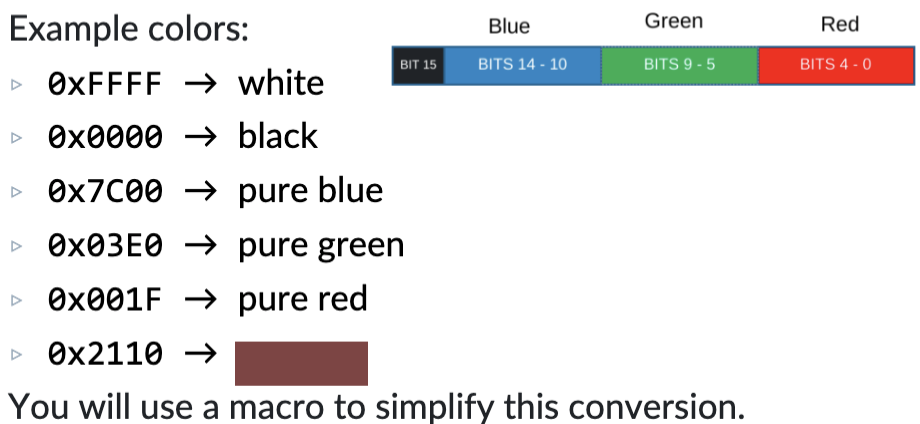 Example colors:
Blue Green Red
BIT 15 BITS 14 - 10 BITS 9 - 5 BITS 4 - 0
▷ 0xFFFF → white
▷ 0x0000 → black
▷ 0x7C00 → pure blue
▷ 0x03E0 → pure green
▷ 0x001F → pure red
▷ 0x2110 →
You will use a macro to simplify this conversion.